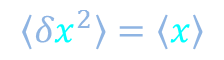 ⟨δx²⟩ = ⟨x⟩